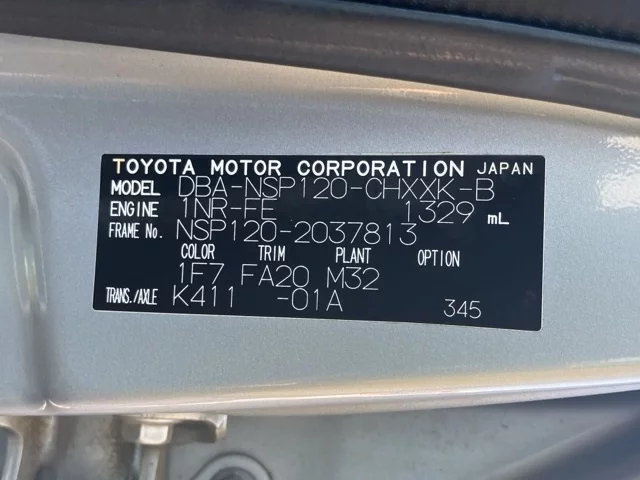 TOYOTA MOTOR CORPORATION JAPAN
MODEL DBA-NSP120-CHXXK-B
ENGINE 1NR-FE 1329 mL
FRAME No. NSP120-2037813
COLOR TRIM PLANT OPTION
1F7 FA20 M32
TRANS./AXLE K411 -01A 345